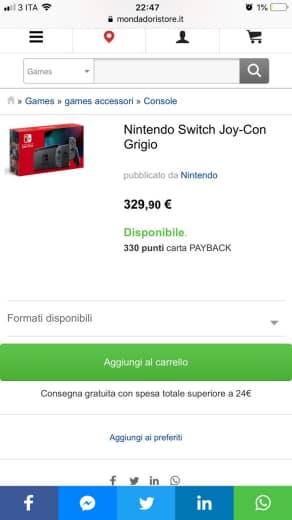 3 ITA 22:47 1%
mondadoristore.it
Games
» Games » games accessori » Console
Nintendo Switch Joy-Con
Grigio
pubblicato da Nintendo
329,90 €
Disponibile.
330 punti carta PAYBACK
Formati disponibili
Aggiungi al carrello
Consegna gratuita con spesa totale superiore a 24€
Aggiungi ai preferiti